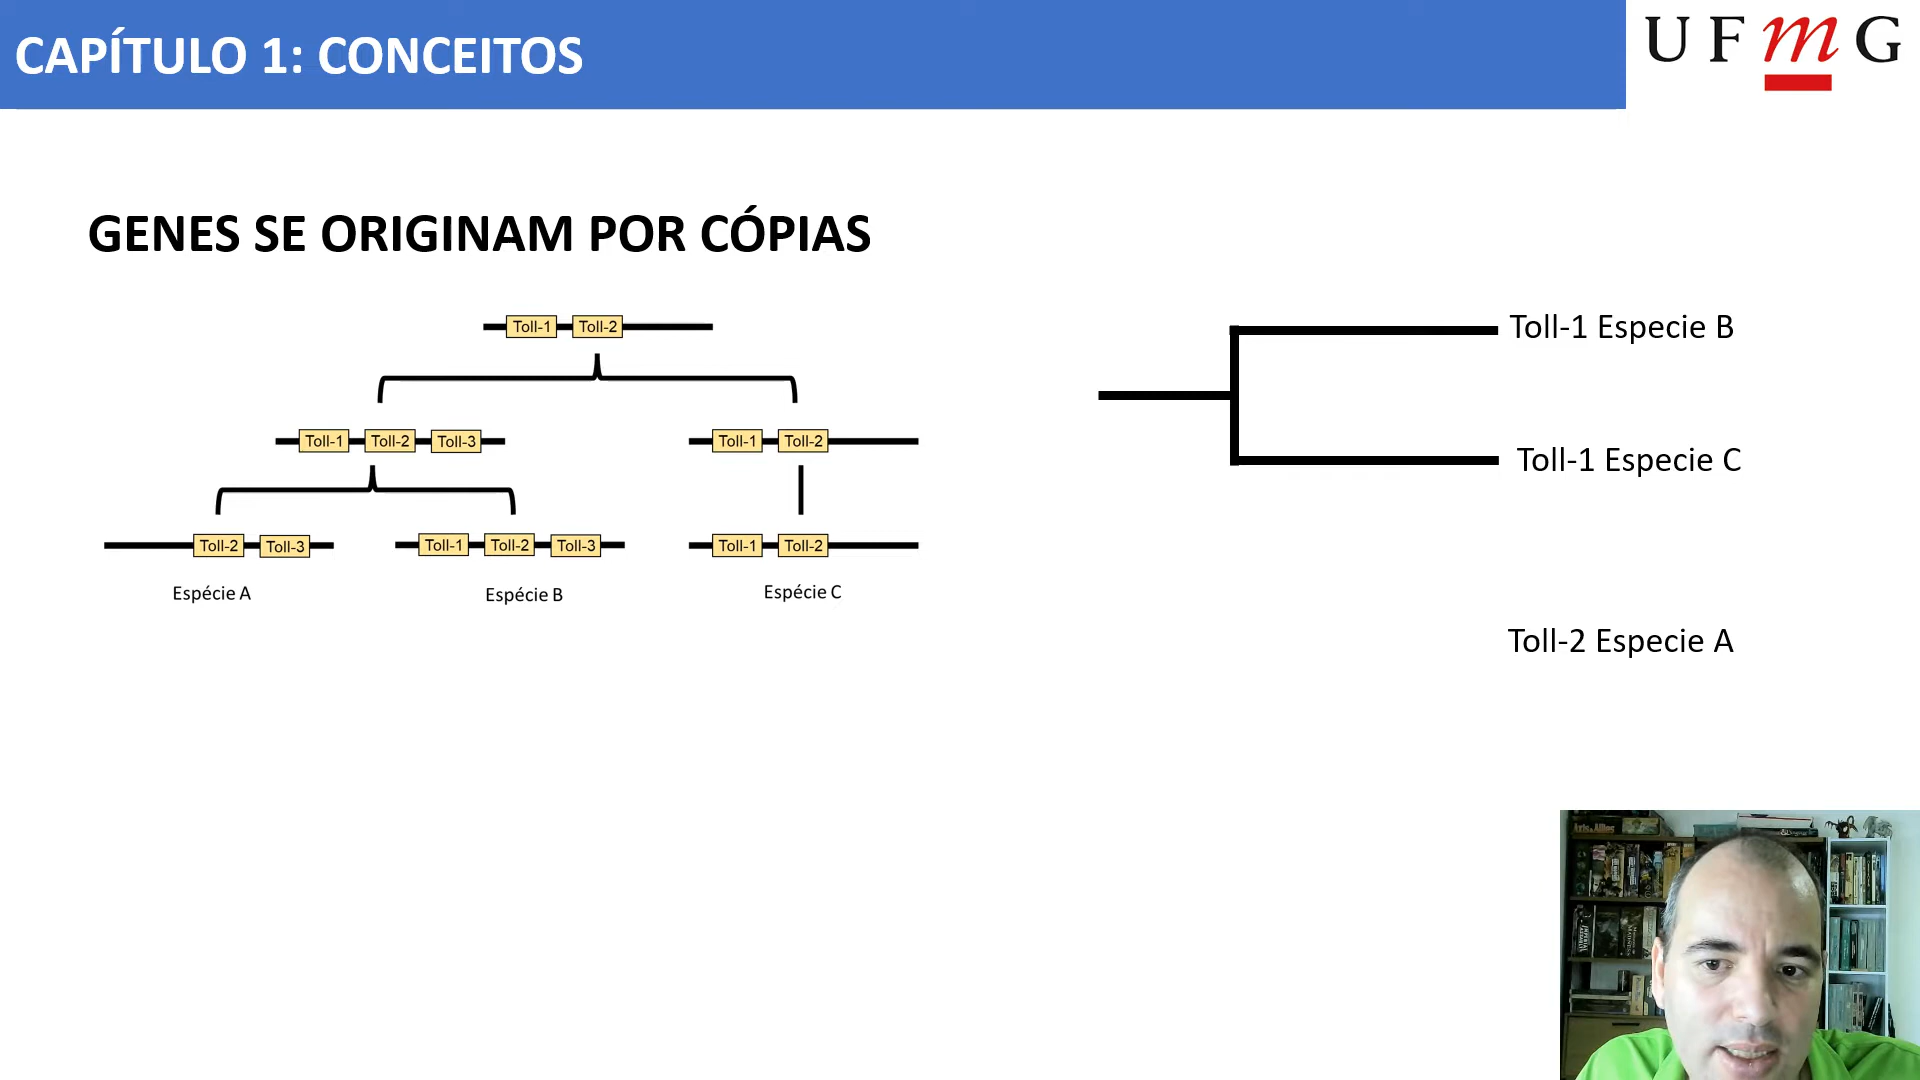 CAPÍTULO 1: CONCEITOS
UFmG
GENES SE ORIGINAM POR CÓPIAS
Toll-1 Toll-2
Toll-1 Toll-2 Toll-3
Toll-1 Toll-2
Toll-2 Toll-3
Toll-1 Toll-2 Toll-3
Toll-1 Toll-2
Espécie A
Espécie B
Espécie C
Toll-1 Especie B
Toll-1 Especie C
Toll-2 Especie A
Axis & Allies